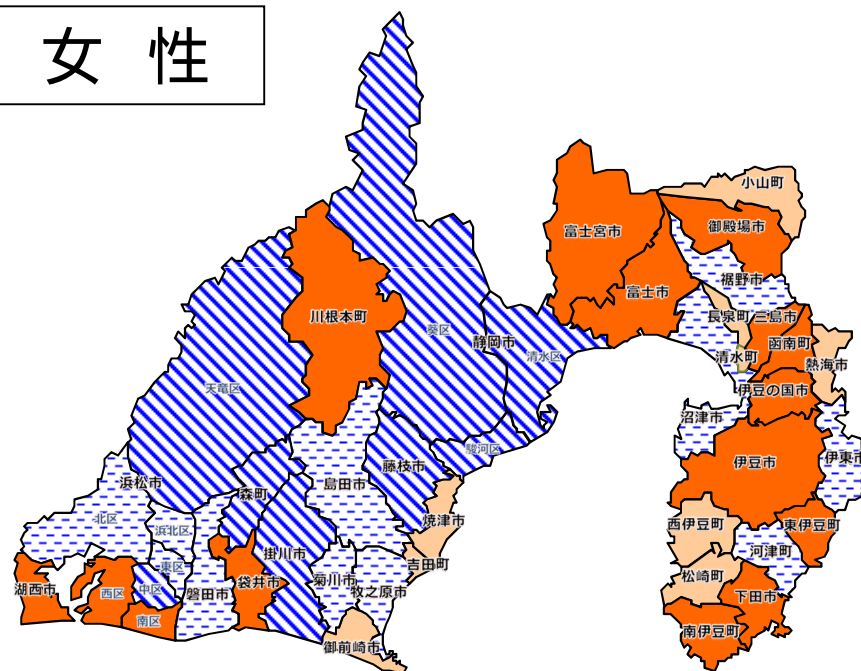 女 性
小山町
御殿場市
富士宮市
裾野市
富士市
長泉町
三島市
川根本町
葵区
静岡市
清水区
函南町
清水町
熱海市
天竜区
伊豆の国市
沼津市
駿河区
藤枝市
伊豆市
伊東市
浜松市
島田市
森町
北区
浜北区
焼津市
西伊豆町
東伊豆町
掛川市
河津町
東区
吉田町
湖西市
西区
中区
磐田市
袋井市
菊川市
牧之原市
松崎町
下田市
南区
南伊豆町
御前崎市